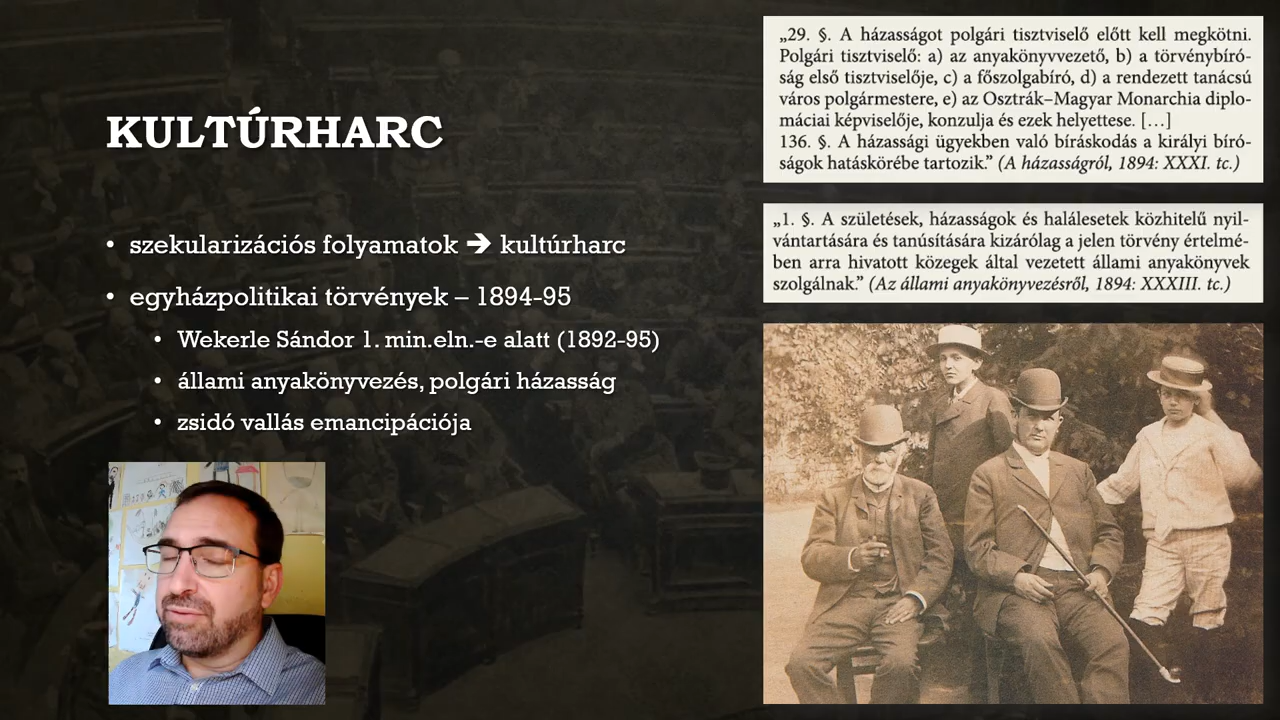 KULTÚRHARC
• szekularizációs folyamatok ➔ kultúrharc
• egyházpolitikai törvények – 1894-95
• Wekerle Sándor 1. min.eln.-e alatt (1892-95)
• állami anyakönyvezés, polgári házasság
• zsidó vallás emancipációja
„29. §. A házasságot polgári tisztviselő előtt kell megkötni.
Polgári tisztviselő: a) az anyakönyvvezető, b) a törvénybíró-
ság első tisztviselője, c) a főszolgabíró, d) a rendezett tanácsú
város polgármestere, e) az Osztrák–Magyar Monarchia diplo-
máciai képviselője, konzulja és ezek helyettese. […]
136. §. A házassági ügyekben való bíráskodás a királyi bíró-
ságok hatáskörébe tartozik.” (A házasságról, 1894: XXXI. tc.)
„1. §. A születések, házasságok és halálesetek közhitelű nyil-
vántartására és tanúsítására kizárólag a jelen törvény értelmé-
ben arra hivatott közegek által vezetett állami anyakönyvek
szolgálnak.” (Az állami anyakönyvezésről, 1894: XXXIII. tc.)